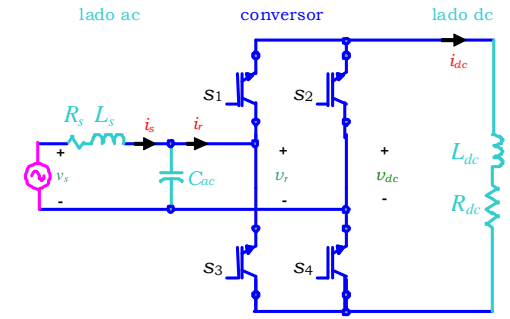 lado ac conversor lado dc
i_dc
S1 S2
R_s L_s i_s i_r
+ + +
v_s C_ac v_r v_dc L_dc
- - -
R_dc
S3 S4